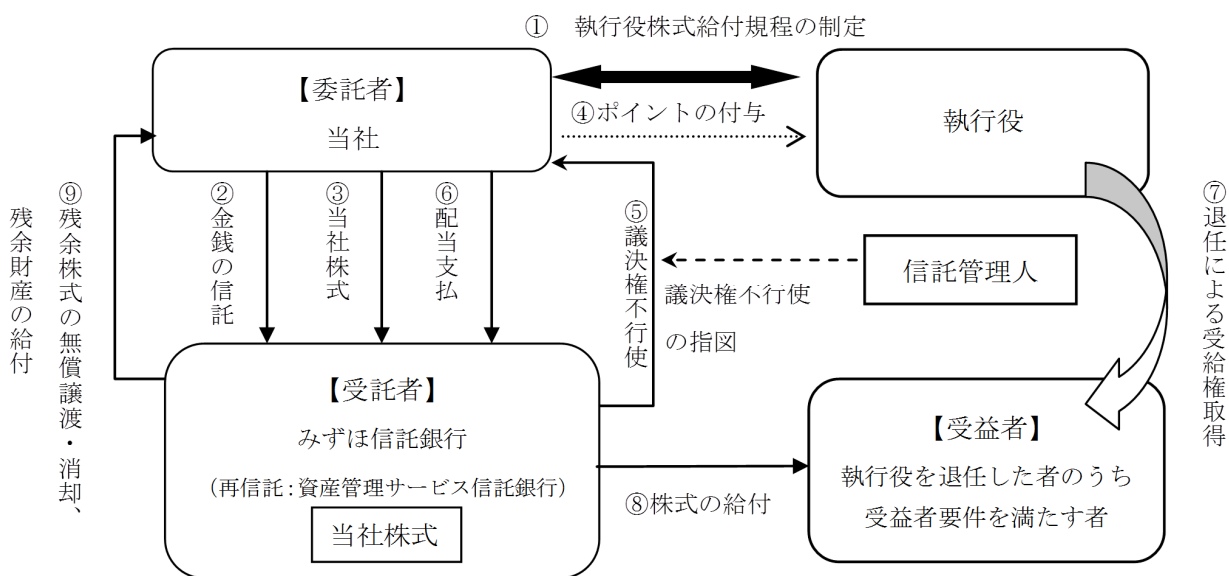 ① 執行役株式給付規程の制定
【委託者】
当社
④ポイントの付与
執行役
②金銭の信託
③当社株式
⑥配当支払
⑤議決権不行使
議決権不行使
の指図
信託管理人
⑦退任による受給権取得
⑨残余株式の無償譲渡・消却、
残余財産の給付
【受託者】
みずほ信託銀行
（再信託：資産管理サービス信託銀行）
当社株式
⑧株式の給付
【受益者】
執行役を退任した者のうち
受益者要件を満たす者